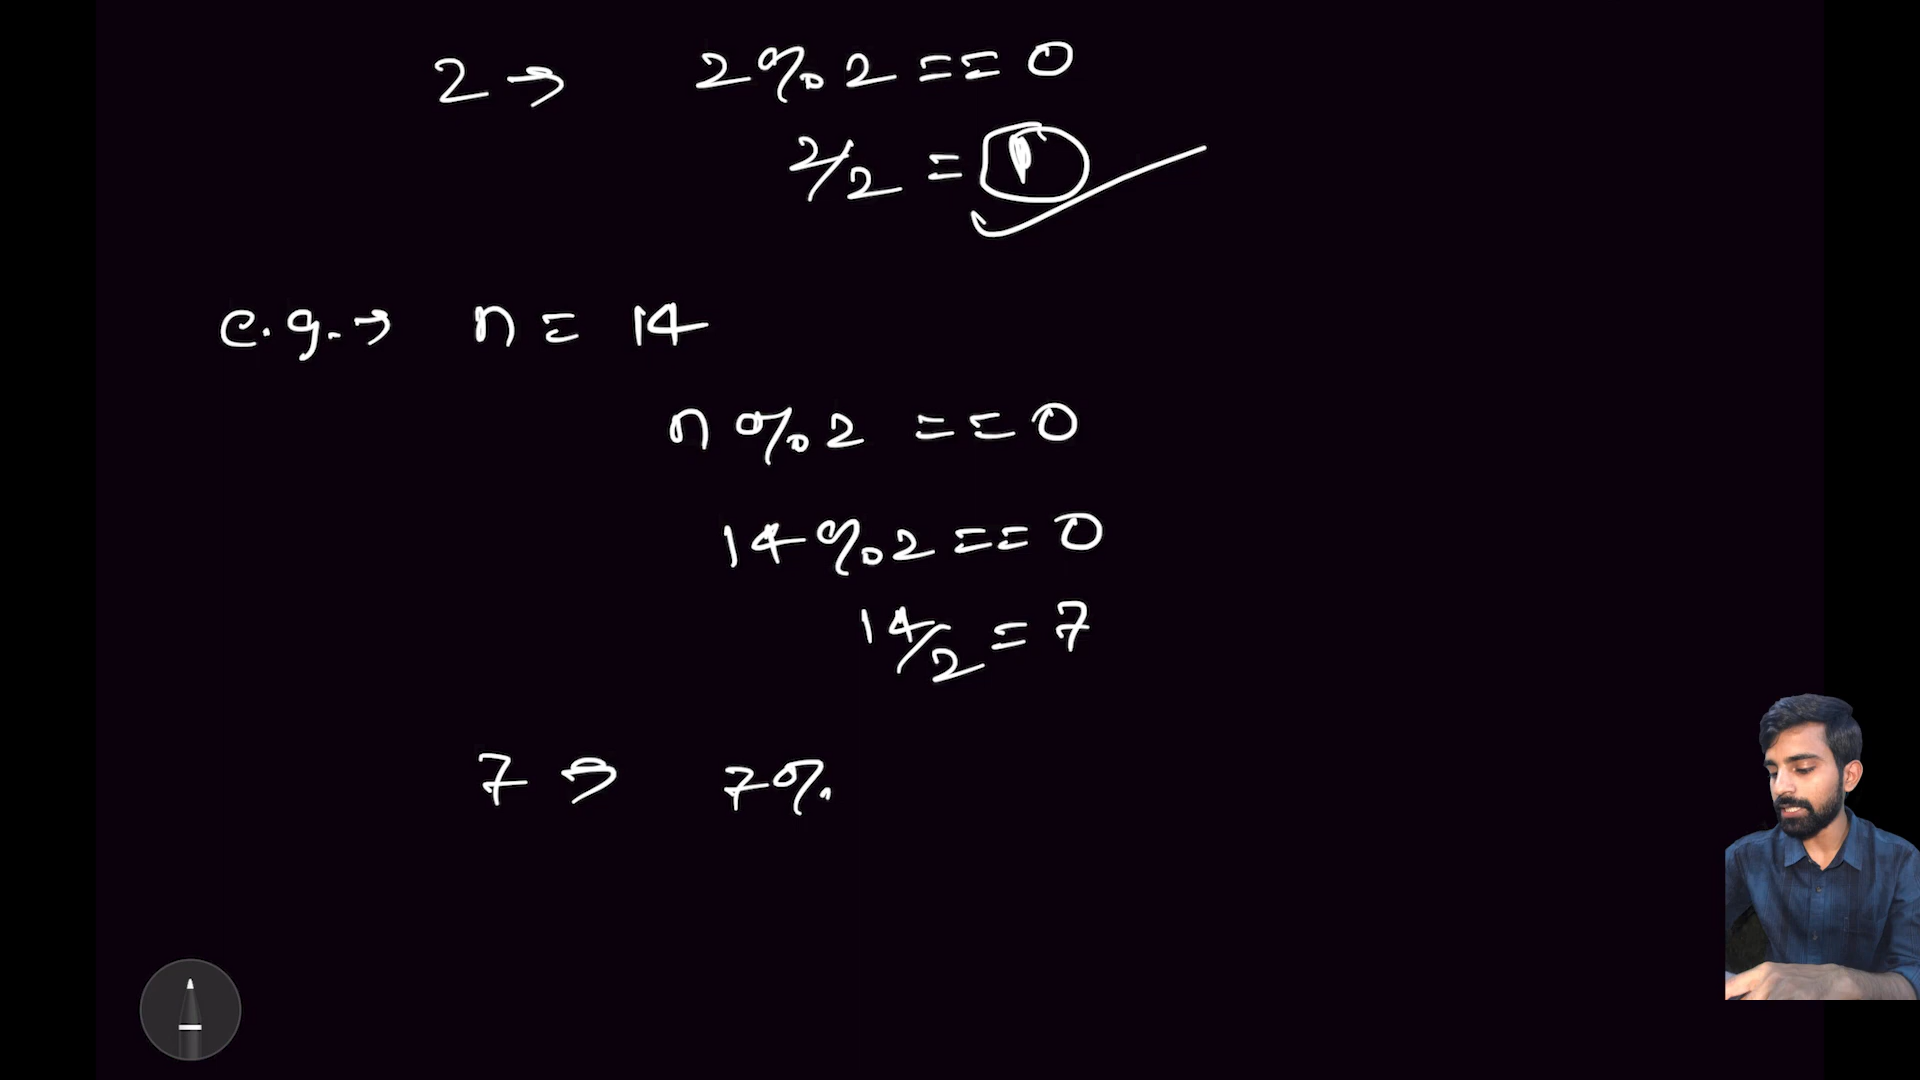 2 → 2%2 == 0
2/2 = 1
e.g. → n = 14
n%2 == 0
14%2 == 0
14/2 = 7
7 → 7%